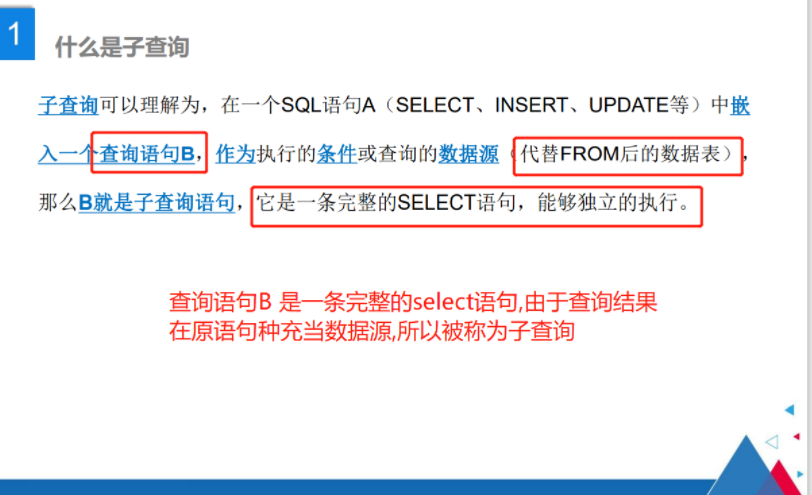 1
什么是子查询
子查询可以理解为，在一个SQL语句A（SELECT、INSERT、UPDATE等）中嵌
入一个查询语句B，作为执行的条件或查询的数据源（代替FROM后的数据表），
那么B就是子查询语句，它是一条完整的SELECT语句，能够独立的执行。
查询语句B 是一条完整的select语句,由于查询结果
在原语句种充当数据源,所以被称为子查询